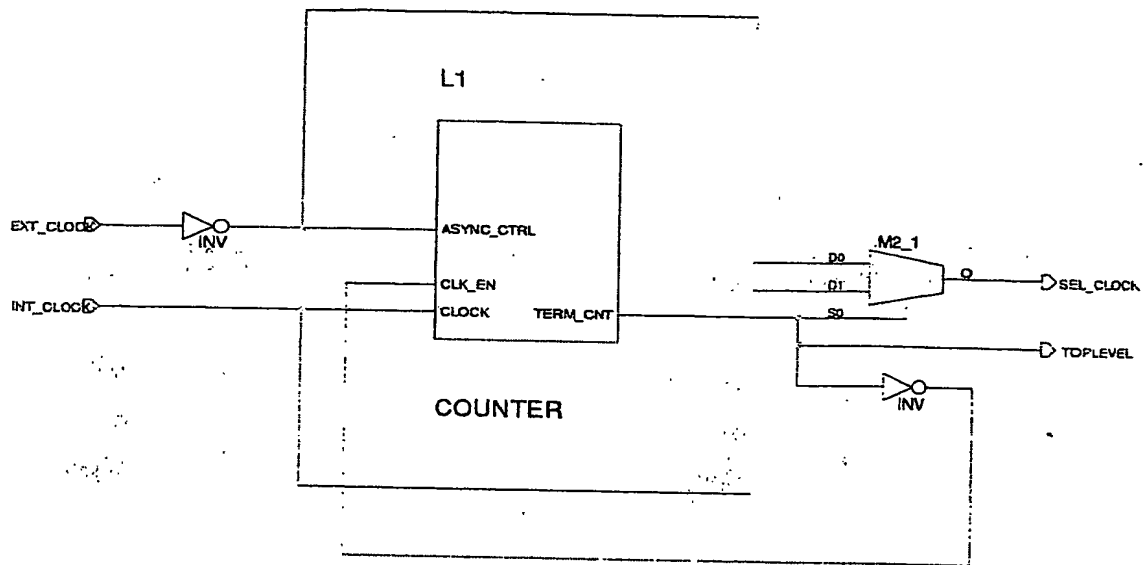 L1
EXT_CLOCK
INV
ASYNC_CTRL
M2_1
D0
O
SEL_CLOCK
D1
CLK_EN
INT_CLOCK
CLOCK
TERM_CNT
S0
TOPLEVEL
INV
COUNTER